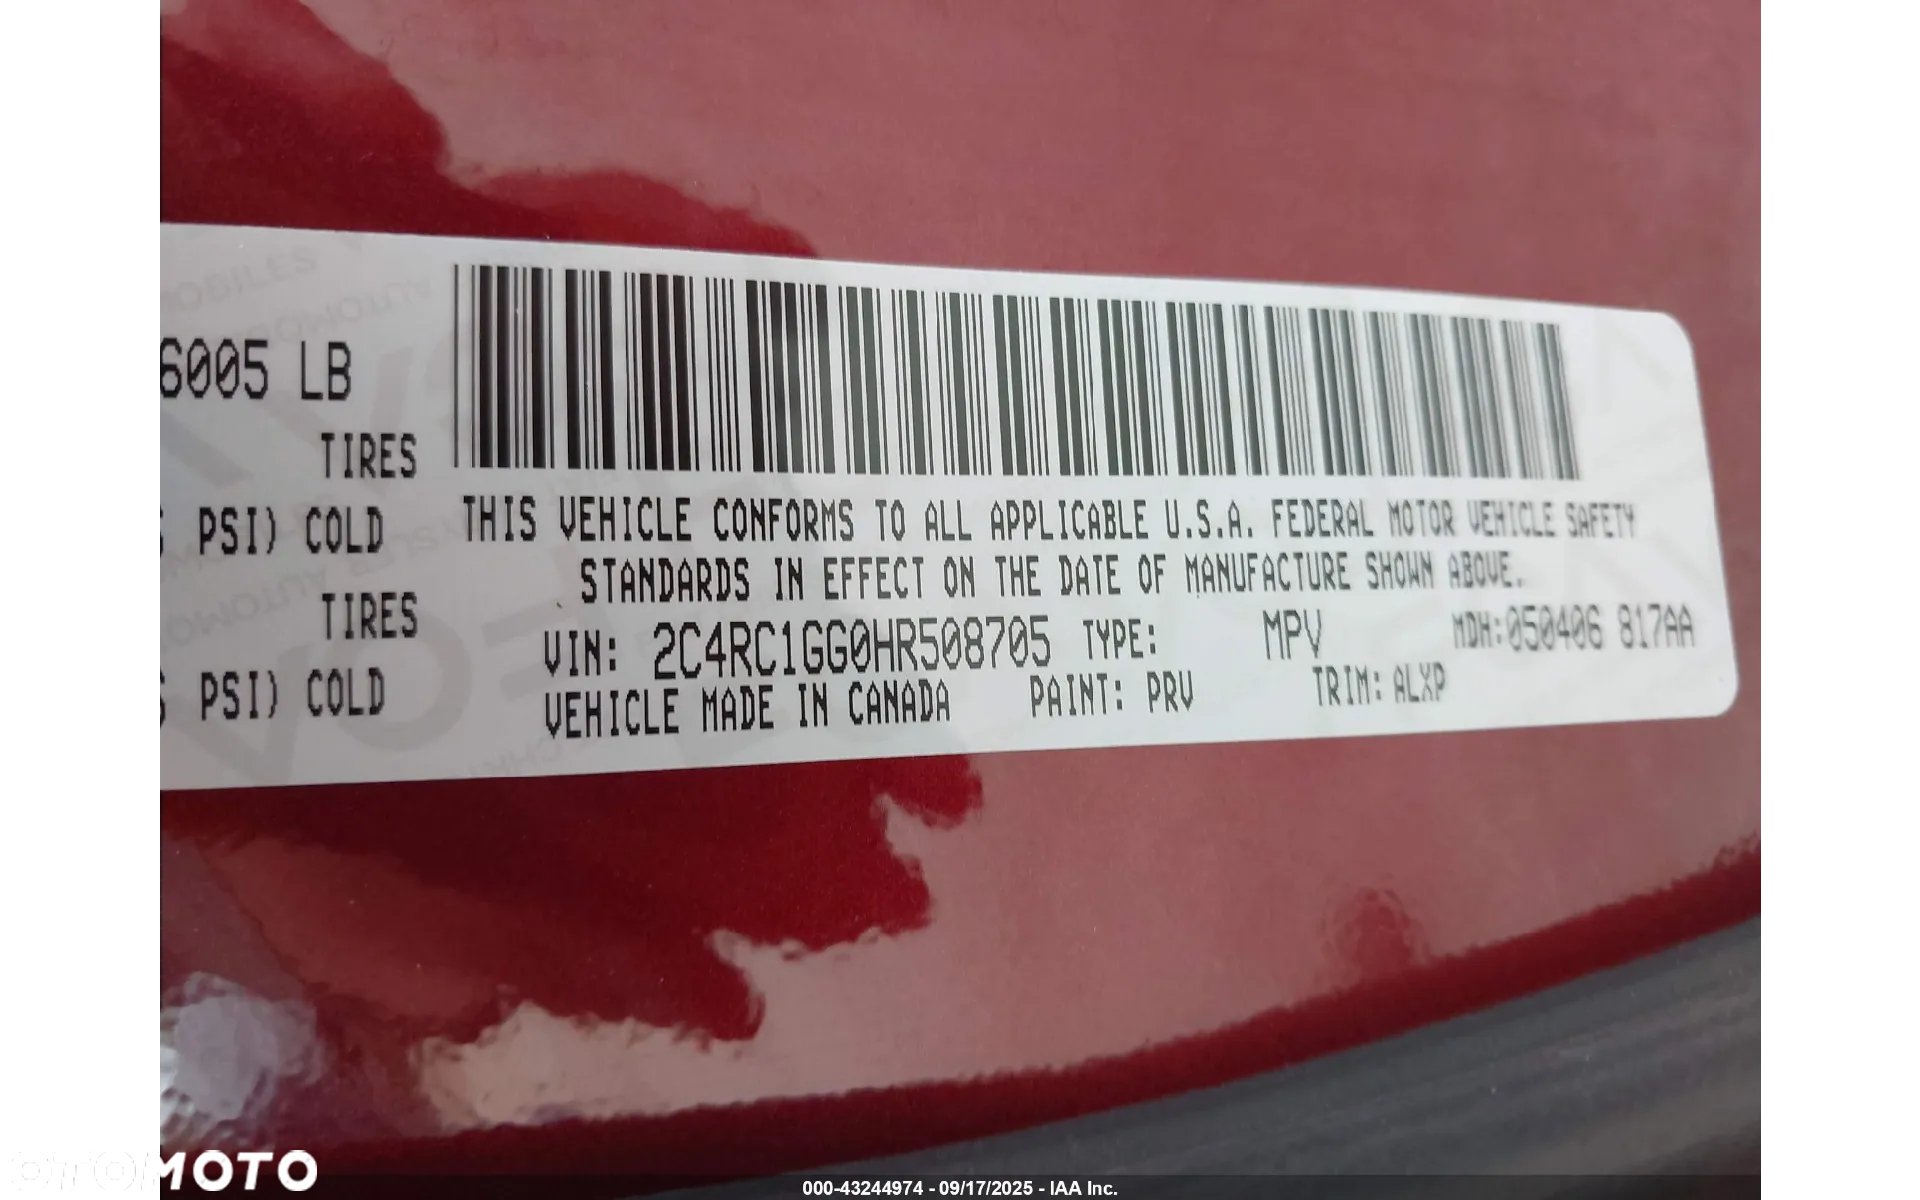 6005 LB
TIRES
PSI) COLD
TIRES
PSI) COLD
THIS VEHICLE CONFORMS TO ALL APPLICABLE U.S.A. FEDERAL MOTOR VEHICLE SAFETY
STANDARDS IN EFFECT ON THE DATE OF MANUFACTURE SHOWN ABOVE.
VIN: 2C4RC1GG0HR508705 TYPE: MPV MDH:050406 817AA
VEHICLE MADE IN CANADA PAINT: PRV TRIM: ALXP
OTOMOTO
000-43244974 - 09/17/2025 - IAA Inc.